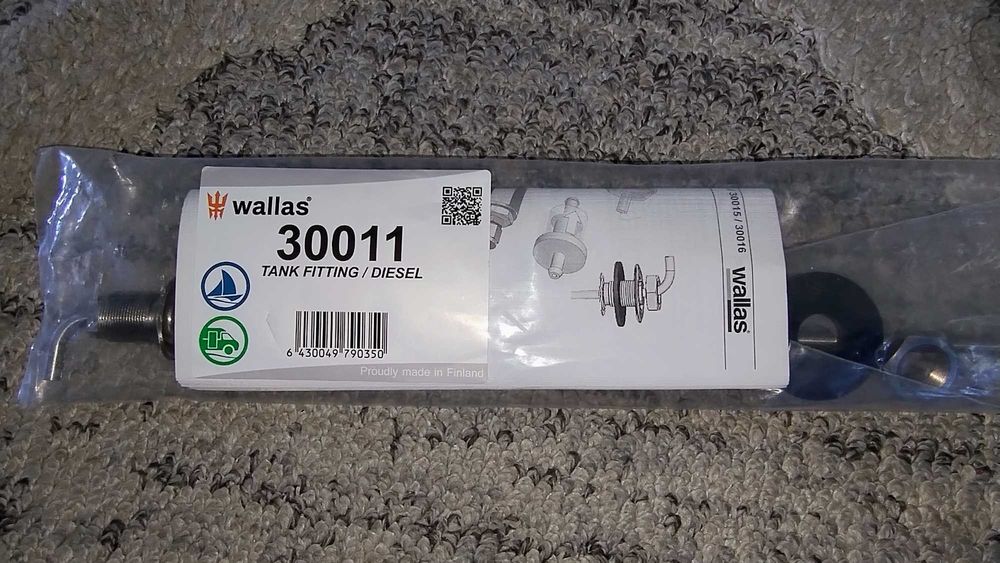 wallas®
30011
TANK FITTING / DIESEL
6 430049 790350
Proudly made in Finland
30015 / 30016
wallas®